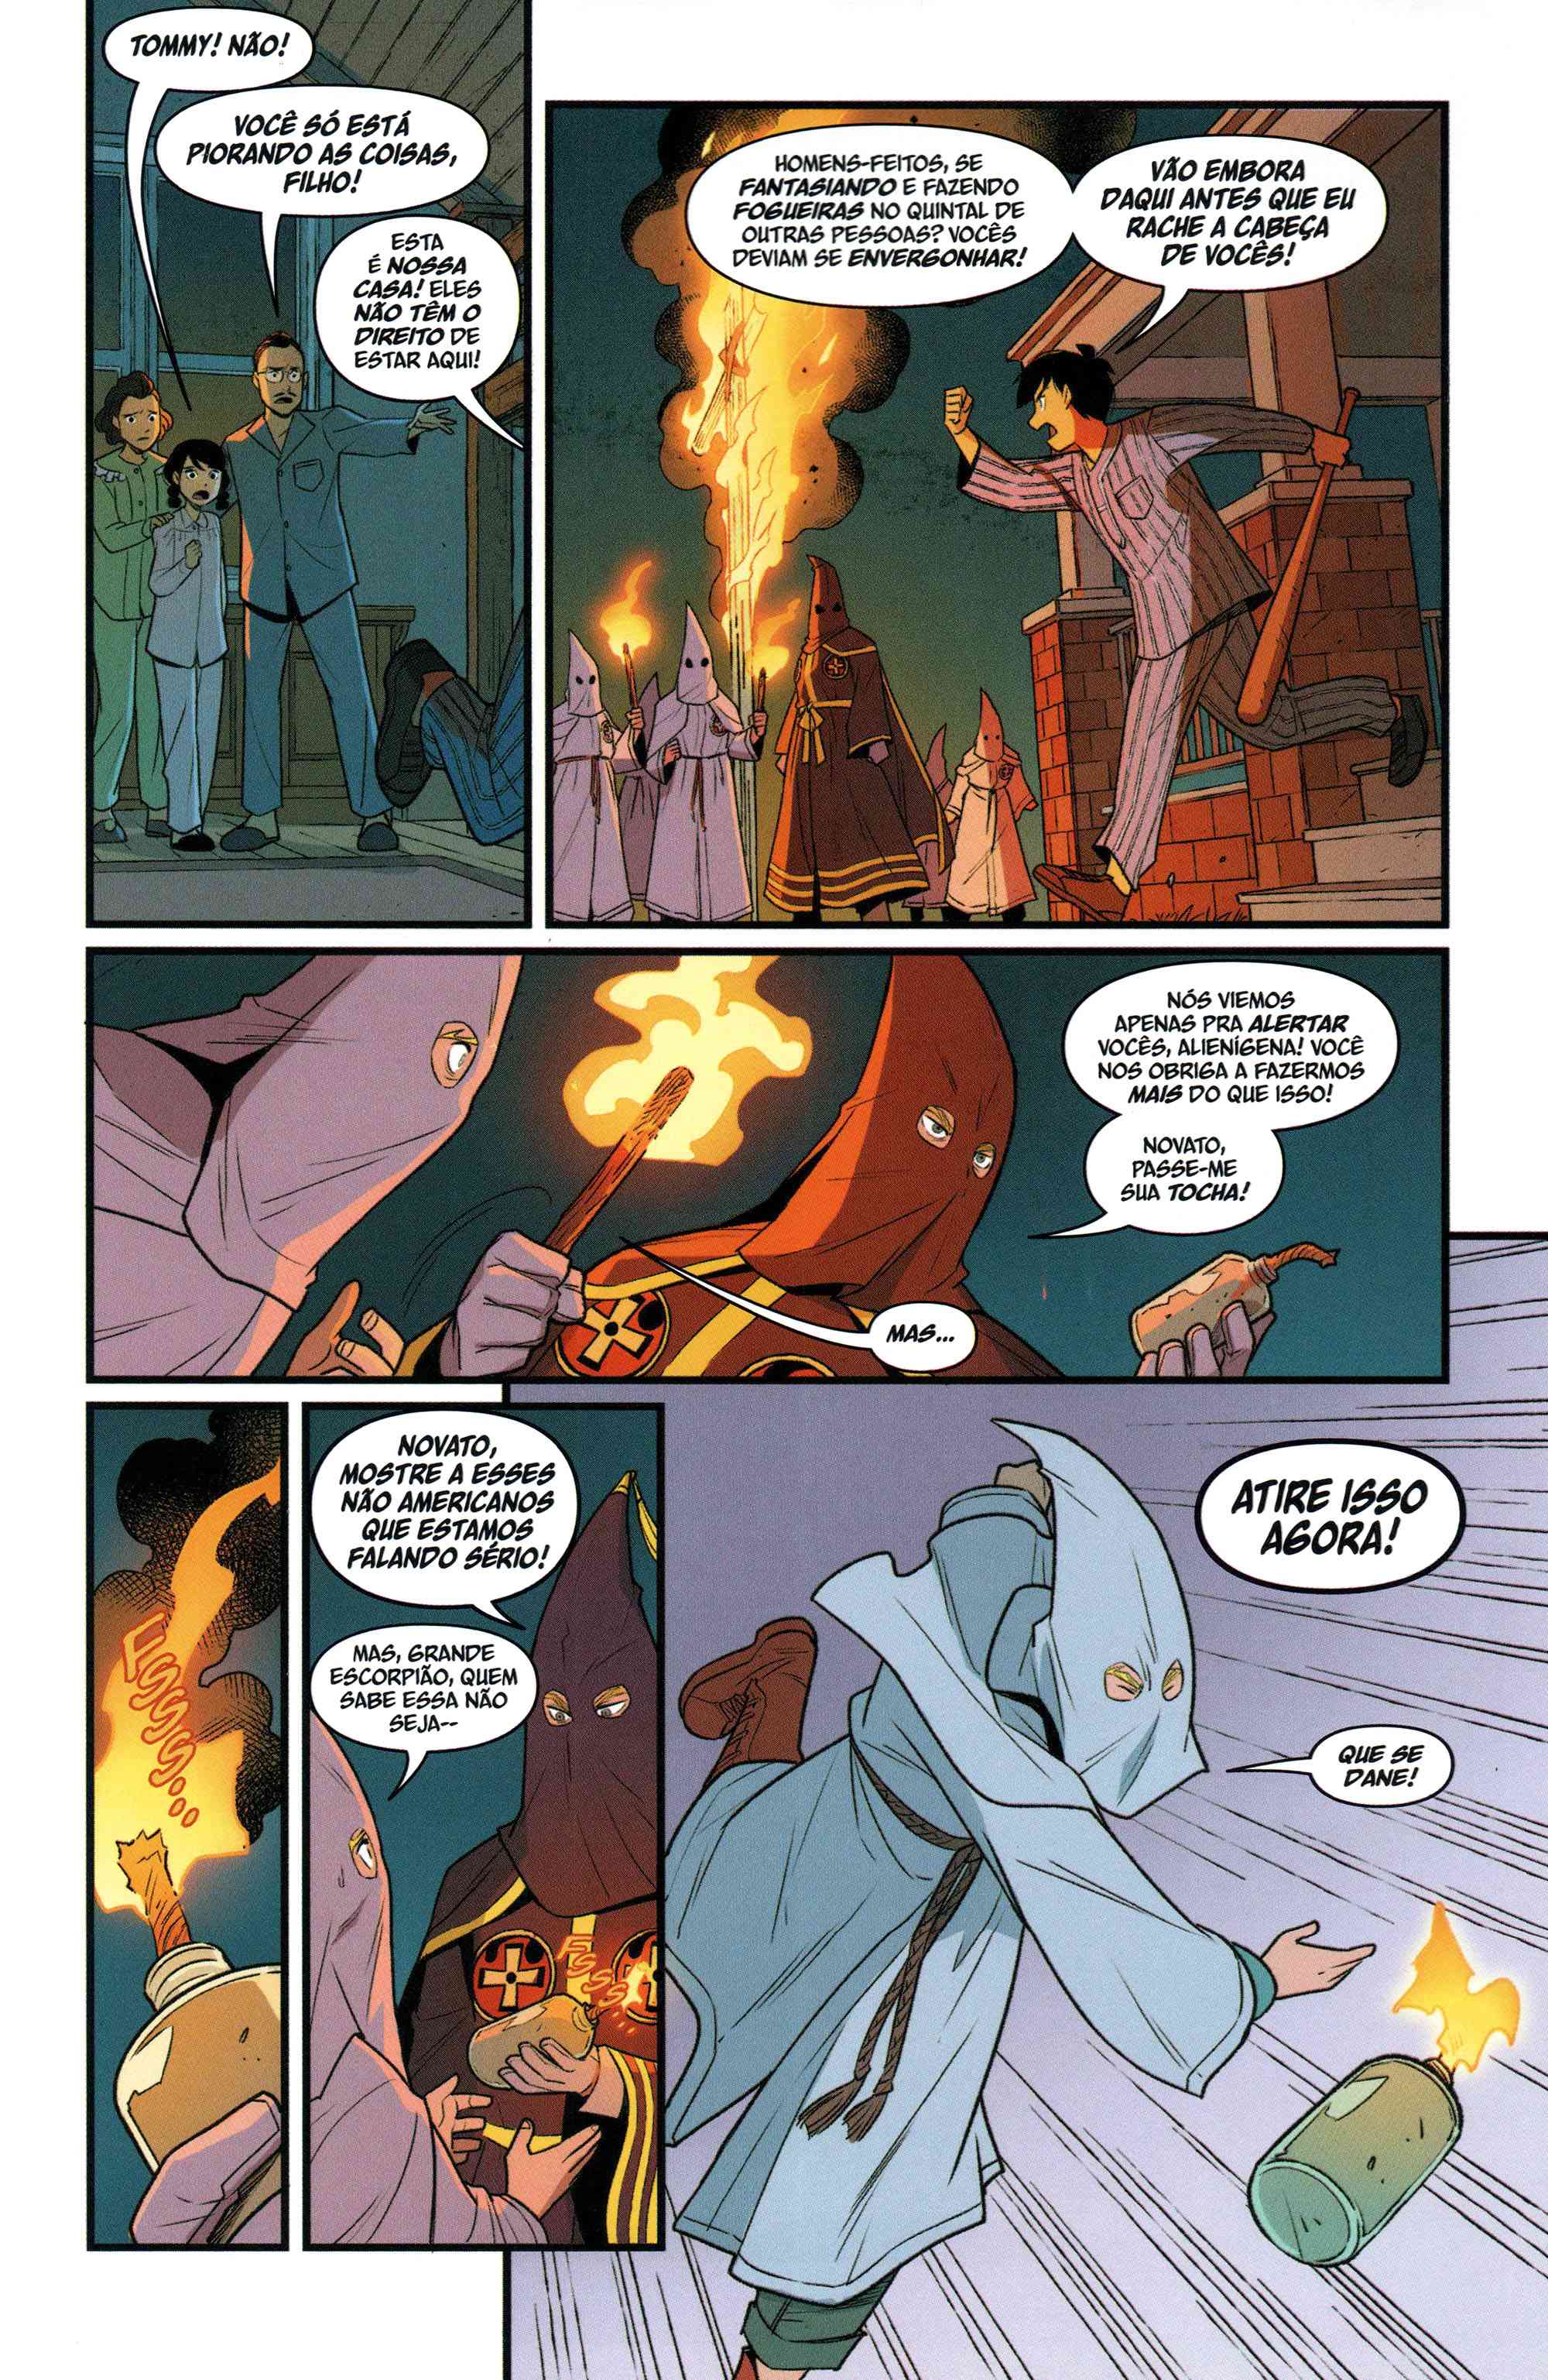 TOMMY! NÃO!
VOCÊ SÓ ESTÁ
PIORANDO AS COISAS,
FILHO!
ESTA
É NOSSA
CASA! ELES
NÃO TÊM O
DIREITO DE
ESTAR AQUI!
HOMENS-FEITOS, SE
FANTASIANDO E FAZENDO
FOGUEIRAS NO QUINTAL DE
OUTRAS PESSOAS? VOCÊS
DEVIAM SE ENVERGONHAR!
VÃO EMBORA
DAQUI ANTES QUE EU
RACHE A CABEÇA
DE VOCÊS!
NÓS VIEMOS
APENAS PRA ALERTAR
VOCÊS, ALIENÍGENA! VOCÊ
NOS OBRIGA A FAZERMOS
MAIS DO QUE ISSO!
NOVATO,
PASSE-ME
SUA TOCHA!
MAS...
FSSSS...
NOVATO,
MOSTRE A ESSES
NÃO AMERICANOS
QUE ESTAMOS
FALANDO SÉRIO!
MAS, GRANDE
ESCORPIÃO, QUEM
SABE ESSA NÃO
SEJA--
FSSS
ATIRE ISSO
AGORA!
QUE SE
DANE!